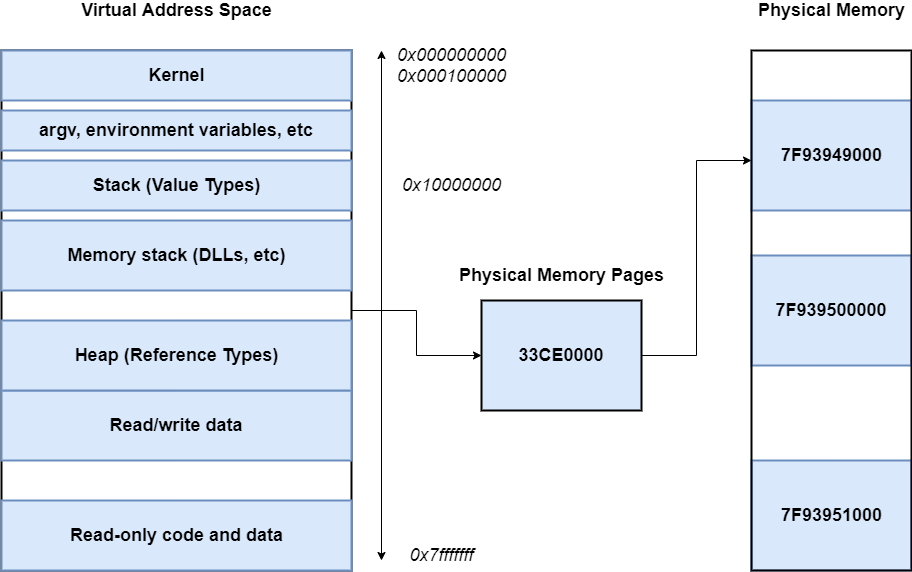 Virtual Address Space
Physical Memory
0x000000000
0x000100000
Kernel
argv, environment variables, etc
7F93949000
Stack (Value Types)
0x10000000
Memory stack (DLLs, etc)
Physical Memory Pages
7F939500000
Heap (Reference Types)
33CE0000
Read/write data
7F93951000
Read-only code and data
0x7fffffff